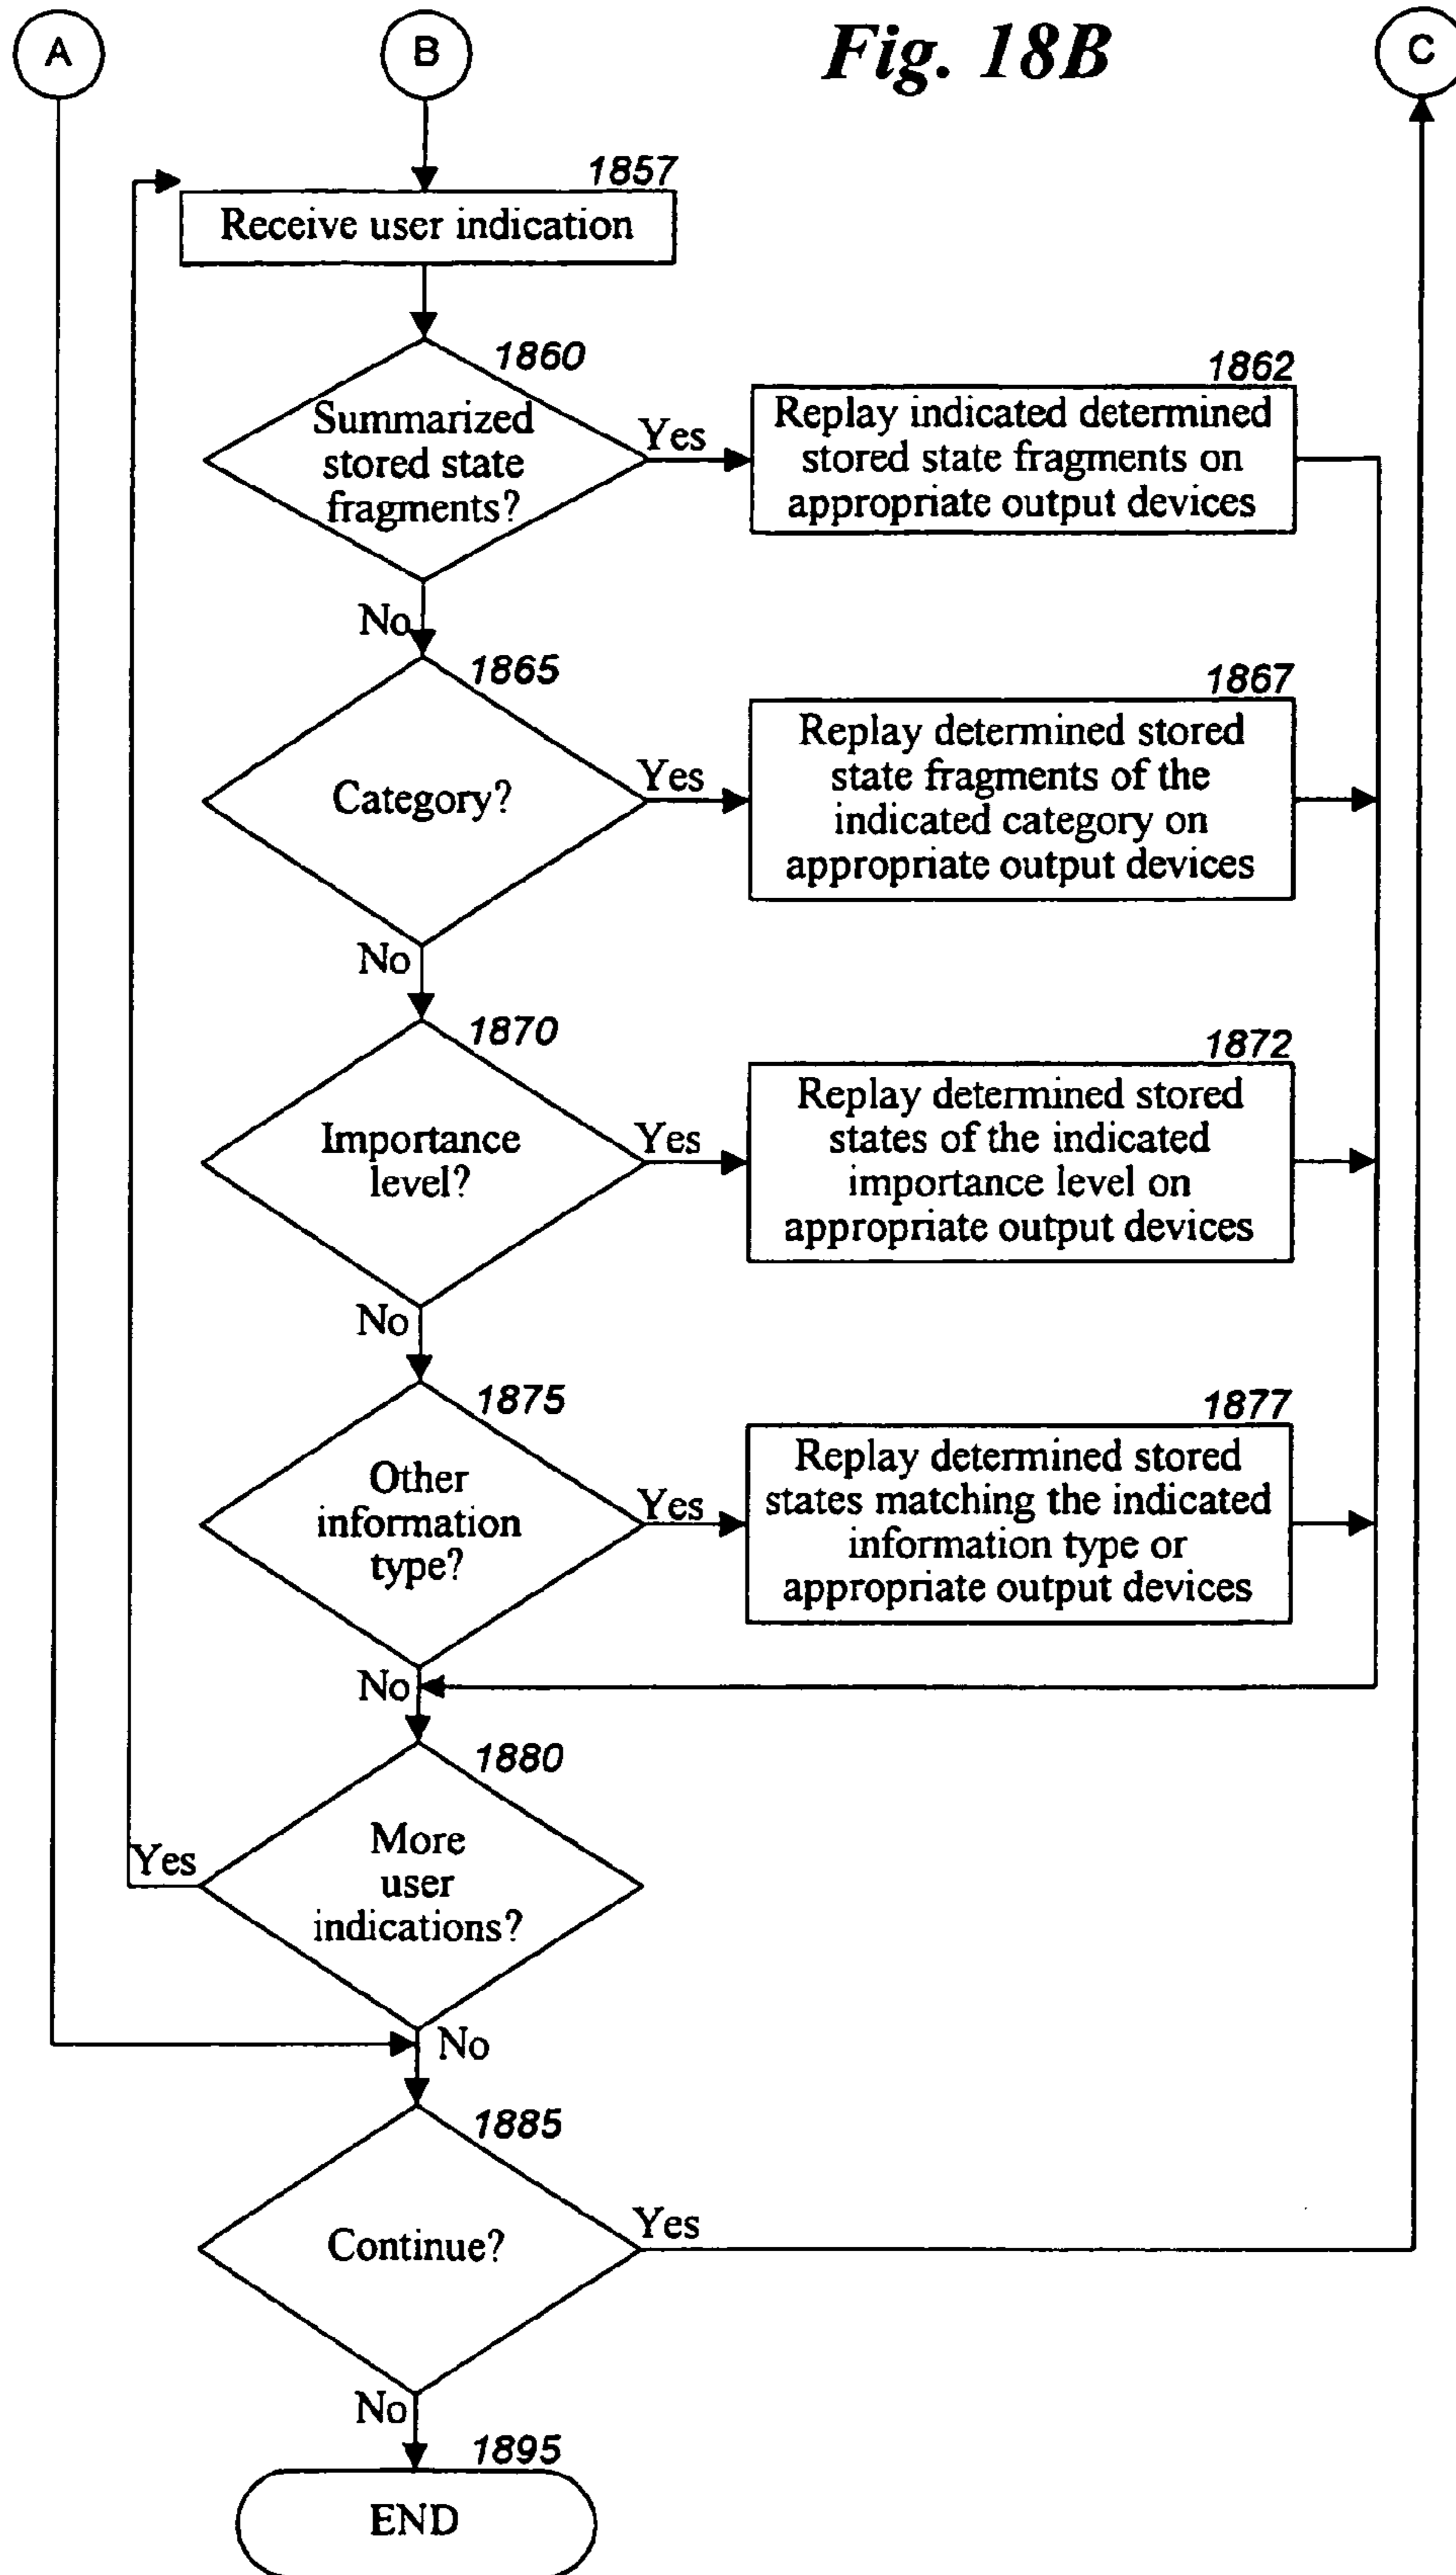 A
B
Fig. 18B
C
1857
Receive user indication
1860
Summarized
stored state
fragments?
Yes
1862
Replay indicated determined
stored state fragments on
appropriate output devices
No
1865
Category?
Yes
1867
Replay determined stored
state fragments of the
indicated category on
appropriate output devices
No
1870
Importance
level?
Yes
1872
Replay determined stored
states of the indicated
importance level on
appropriate output devices
No
1875
Other
information
type?
Yes
1877
Replay determined stored
states matching the indicated
information type or
appropriate output devices
No
1880
More
user
indications?
Yes
No
1885
Continue?
Yes
No
1895
END